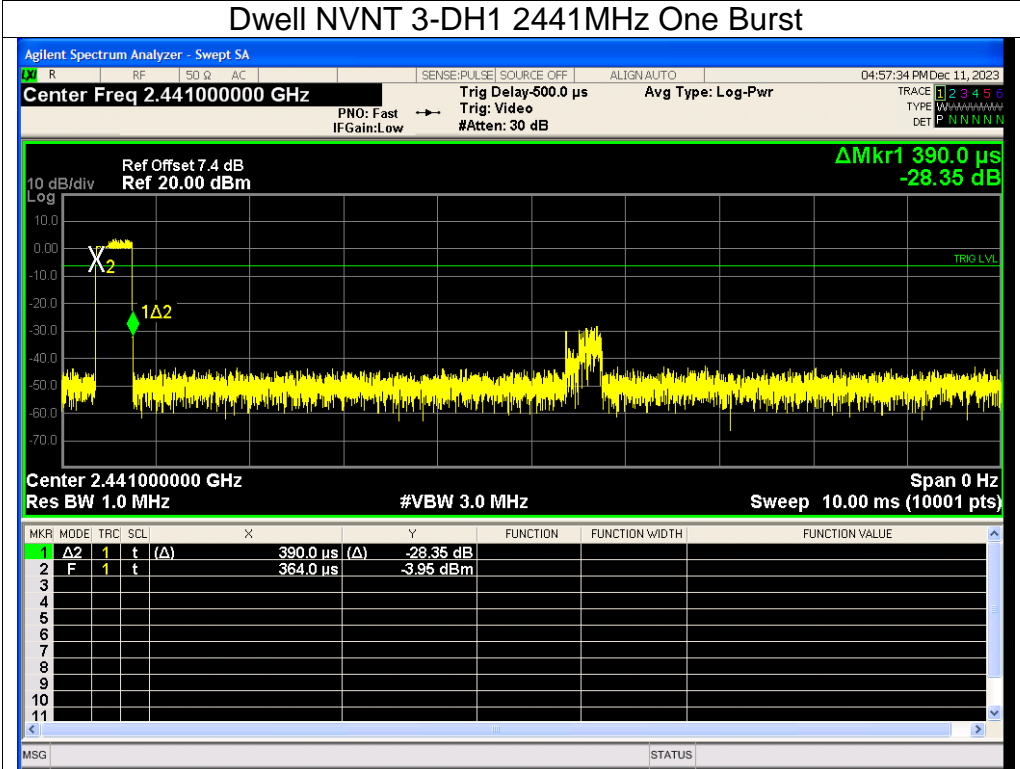 Dwell NVNT 3-DH1 2441MHz One Burst
Agilent Spectrum Analyzer - Swept SA
LXI R RF 50 Ω AC SENSE:PULSE SOURCE OFF ALIGN AUTO 04:57:34 PM Dec 11, 2023
Center Freq 2.441000000 GHz Trig Delay-500.0 µs Avg Type: Log-Pwr TRACE 1 2 3 4 5 6
PNO: Fast Trig: Video TYPE WWWWWW
IFGain:Low #Atten: 30 dB DET P N N N N N
ΔMkr1 390.0 µs
-28.35 dB
Ref Offset 7.4 dB
10 dB/div Ref 20.00 dBm
Log
10.0
0.00
X2
TRIG LVL
-10.0
-20.0
1Δ2
-30.0
-40.0
-50.0
-60.0
-70.0
Center 2.441000000 GHz Span 0 Hz
Res BW 1.0 MHz #VBW 3.0 MHz Sweep 10.00 ms (10001 pts)
MKR MODE TRC SCL X Y FUNCTION FUNCTION WIDTH FUNCTION VALUE
1 Δ2 1 t (Δ) 390.0 µs (Δ) -28.35 dB
2 F 1 t 364.0 µs -3.95 dBm
3
4
5
6
7
8
9
10
11
MSG STATUS